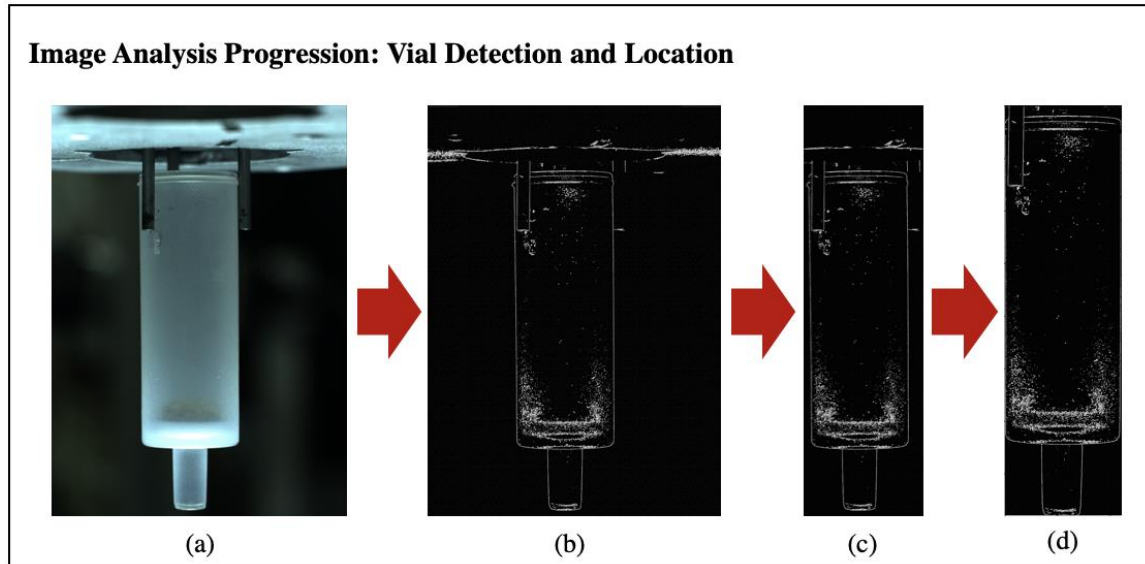 Image Analysis Progression: Vial Detection and Location
(a) (b) (c) (d)